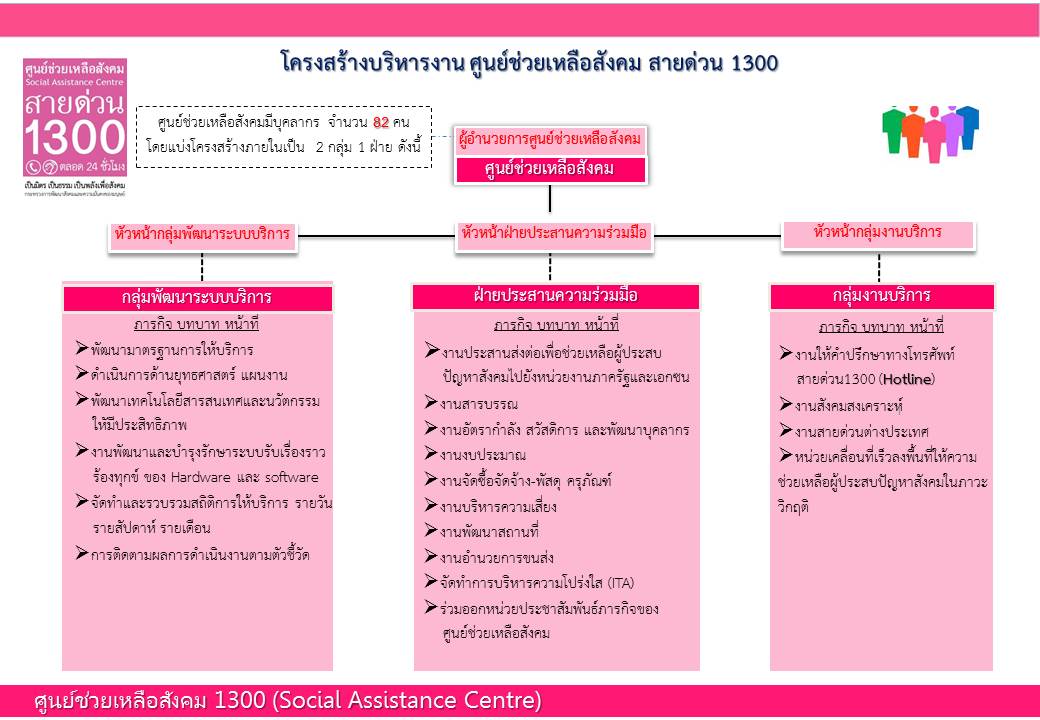 โครงสร้างบริหารงาน ศูนย์ช่วยเหลือสังคม สายด่วน 1300
ศูนย์ช่วยเหลือสังคม
Social Assistance Centre
สายด่วน
1300
ตลอด 24 ชั่วโมง
เป็นมิตร เป็นธรรม เป็นพลังเพื่อสังคม
กระทรวงการพัฒนาสังคมและความมั่นคงของมนุษย์
ศูนย์ช่วยเหลือสังคมมีบุคลากร จำนวน 82 คน
โดยแบ่งโครงสร้างภายในเป็น 2 กลุ่ม 1 ฝ่าย ดังนี้
ผู้อำนวยการศูนย์ช่วยเหลือสังคม
ศูนย์ช่วยเหลือสังคม
หัวหน้ากลุ่มพัฒนาระบบบริการ
หัวหน้าฝ่ายประสานความร่วมมือ
หัวหน้ากลุ่มงานบริการ
กลุ่มพัฒนาระบบบริการ
ภารกิจ บทบาท หน้าที่
➢พัฒนามาตรฐานการให้บริการ
➢ดำเนินการด้านยุทธศาสตร์ แผนงาน
➢พัฒนาเทคโนโลยีสารสนเทศและนวัตกรรม
ให้มีประสิทธิภาพ
➢งานพัฒนาและบำรุงรักษาระบบรับเรื่องราว
ร้องทุกข์ ของ Hardware และ software
➢จัดทำและรวบรวมสถิติการให้บริการ รายวัน
รายสัปดาห์ รายเดือน
➢การติดตามผลการดำเนินงานตามตัวชี้วัด
ฝ่ายประสานความร่วมมือ
ภารกิจ บทบาท หน้าที่
➢งานประสานส่งต่อเพื่อช่วยเหลือผู้ประสบ
ปัญหาสังคมไปยังหน่วยงานภาครัฐและเอกชน
➢งานสารบรรณ
➢งานอัตรากำลัง สวัสดิการ และพัฒนาบุคลากร
➢งานงบประมาณ
➢งานจัดซื้อจัดจ้าง-พัสดุ ครุภัณฑ์
➢งานบริหารความเสี่ยง
➢งานพัฒนาสถานที่
➢งานอำนวยการขนส่ง
➢จัดทำการบริหารความโปร่งใส (ITA)
➢ร่วมออกหน่วยประชาสัมพันธ์ภารกิจของ
ศูนย์ช่วยเหลือสังคม
กลุ่มงานบริการ
ภารกิจ บทบาท หน้าที่
➢งานให้คำปรึกษาทางโทรศัพท์
สายด่วน1300 (Hotline)
➢งานสังคมสงเคราะห์
➢งานสายด่วนต่างประเทศ
➢หน่วยเคลื่อนที่เร็วลงพื้นที่ให้ความ
ช่วยเหลือผู้ประสบปัญหาสังคมในภาวะ
วิกฤติ
ศูนย์ช่วยเหลือสังคม 1300 (Social Assistance Centre)